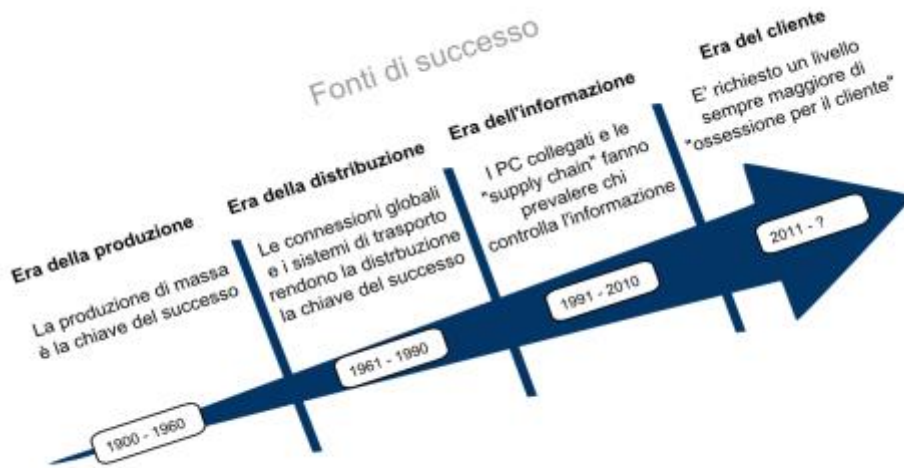 Fonti di successo
Era della produzione
La produzione di massa
è la chiave del successo
1900 - 1960
Era della distribuzione
Le connessioni globali
e i sistemi di trasporto
rendono la distrbuzione
la chiave del successo
1961 - 1990
Era dell'informazione
I PC collegati e le
"supply chain" fanno
prevalere chi
controlla l'informazione
1991 - 2010
Era del cliente
E' richiesto un livello
sempre maggiore di
"ossessione per il cliente"
2011 - ?